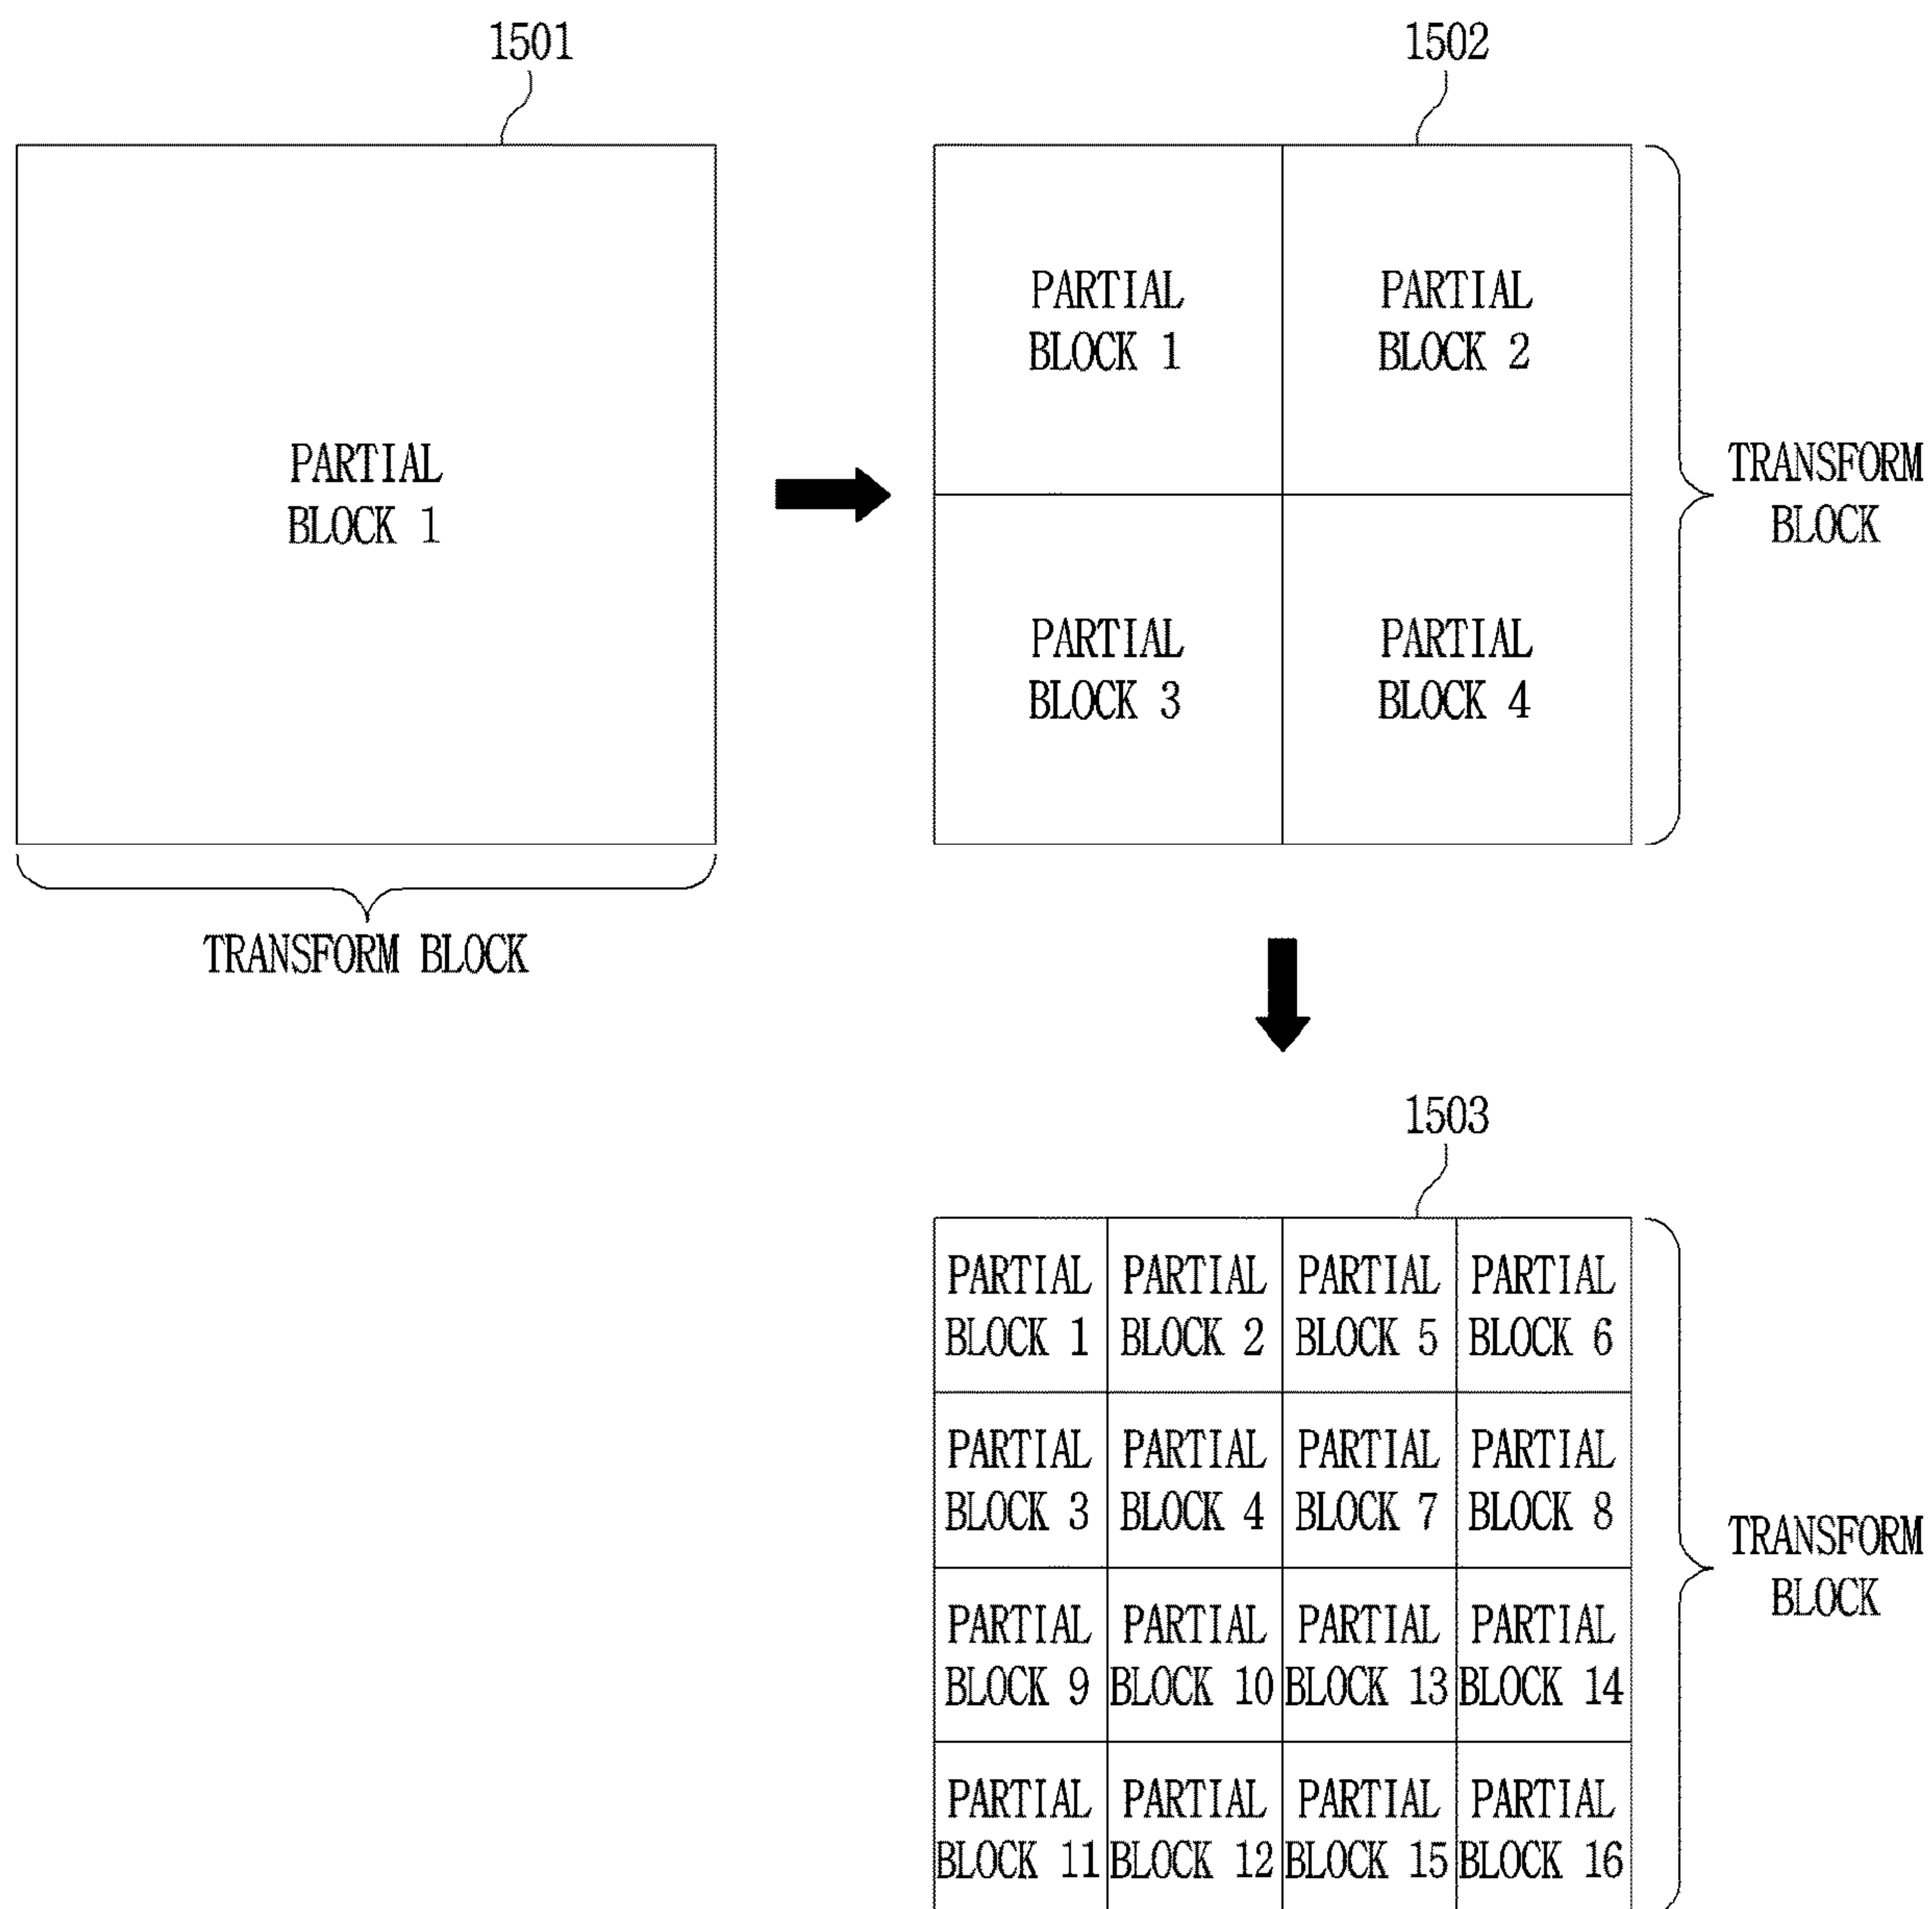 1501
PARTIAL
BLOCK 1
TRANSFORM BLOCK
1502
PARTIAL
BLOCK 1
PARTIAL
BLOCK 2
PARTIAL
BLOCK 3
PARTIAL
BLOCK 4
TRANSFORM
BLOCK
1503
PARTIAL
BLOCK 1
PARTIAL
BLOCK 2
PARTIAL
BLOCK 5
PARTIAL
BLOCK 6
PARTIAL
BLOCK 3
PARTIAL
BLOCK 4
PARTIAL
BLOCK 7
PARTIAL
BLOCK 8
PARTIAL
BLOCK 9
PARTIAL
BLOCK 10
PARTIAL
BLOCK 13
PARTIAL
BLOCK 14
PARTIAL
BLOCK 11
PARTIAL
BLOCK 12
PARTIAL
BLOCK 15
PARTIAL
BLOCK 16
TRANSFORM
BLOCK